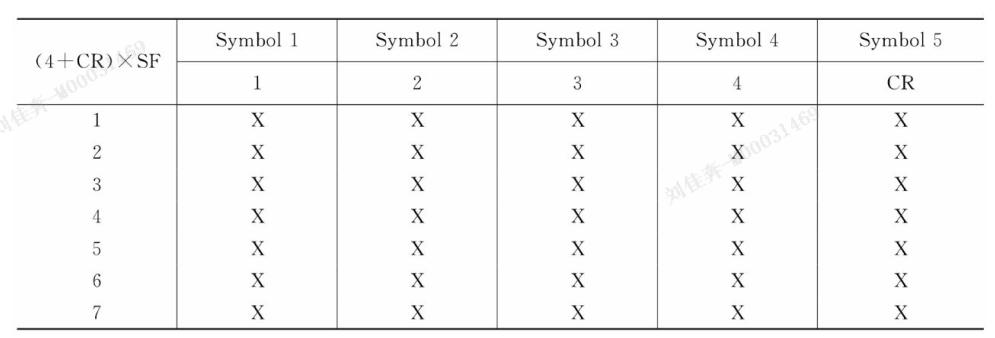 (4+CR)×SF Symbol 1 Symbol 2 Symbol 3 Symbol 4 Symbol 5
1 2 3 4 CR
1 X X X X X
2 X X X X X
3 X X X X X
4 X X X X X
5 X X X X X
6 X X X X X
7 X X X X X
刘佳奔-M00031469
刘佳奔-M00031469